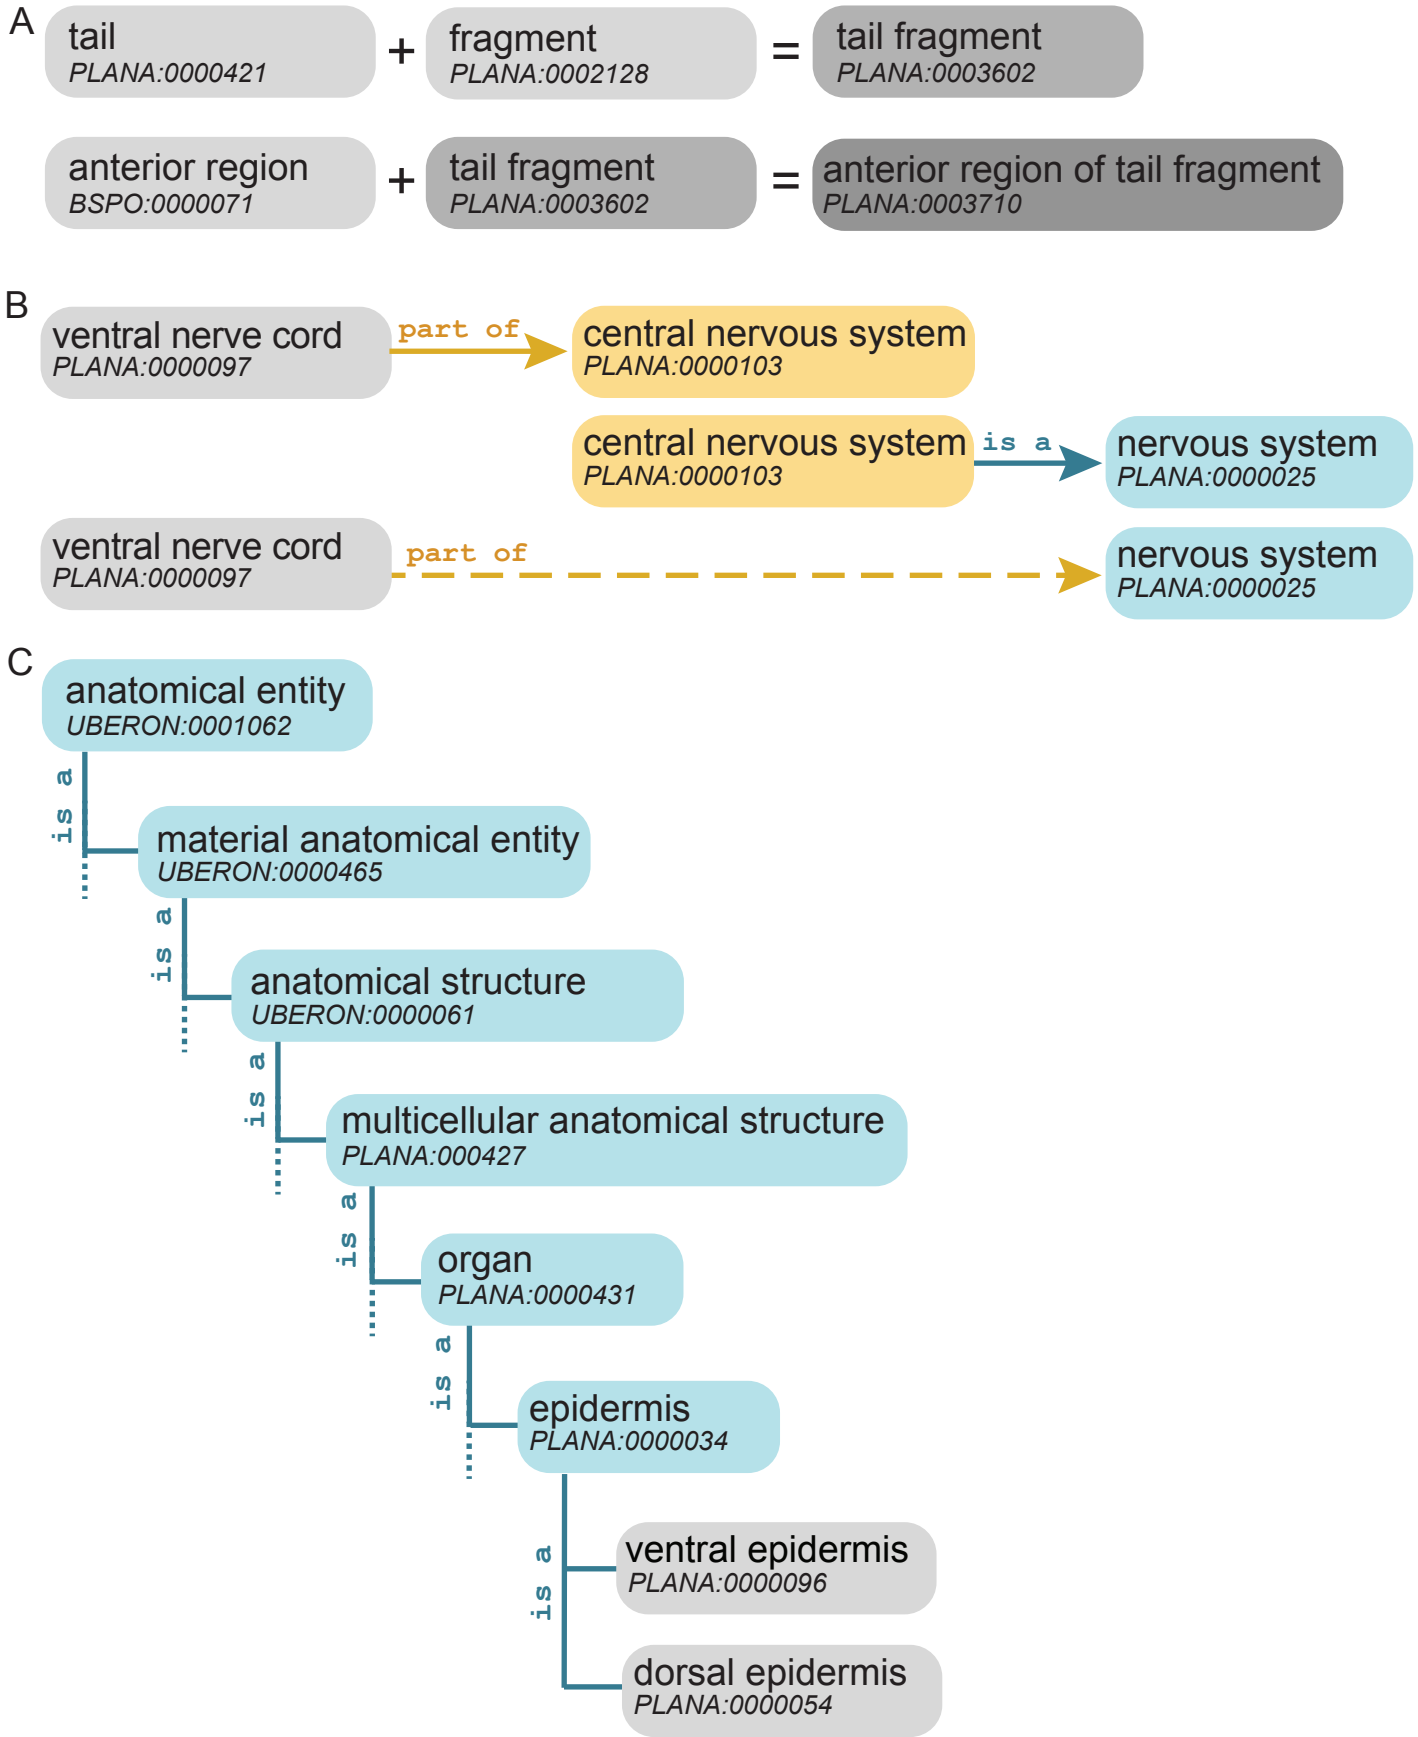 A
tail + fragment = tail fragment
PLANA:0000421 PLANA:0002128 PLANA:0003602
anterior region + tail fragment = anterior region of tail fragment
BSPO:0000071 PLANA:0003602 PLANA:0003710
B
ventral nerve cord part of central nervous system
PLANA:0000097 PLANA:0000103
central nervous system is a nervous system
PLANA:0000103 PLANA:0000025
ventral nerve cord part of nervous system
PLANA:0000097 PLANA:0000025
C
anatomical entity
UBERON:0001062
is a
material anatomical entity
UBERON:0000465
is a
anatomical structure
UBERON:0000061
is a
multicellular anatomical structure
PLANA:000427
is a
organ
PLANA:0000431
is a
epidermis
PLANA:0000034
is a
ventral epidermis
PLANA:0000096
dorsal epidermis
PLANA:0000054